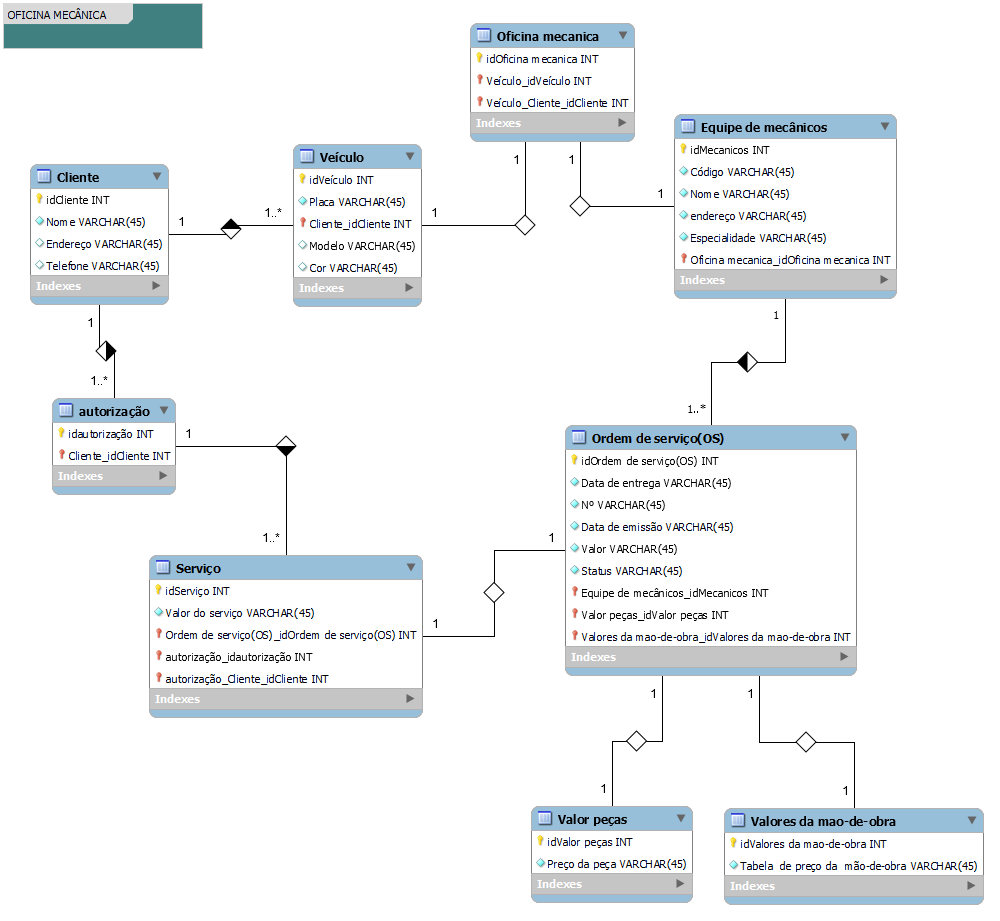 OFICINA MECÂNICA
Oficina mecanica
idOficina mecanica INT
Veículo_idVeículo INT
Veículo_Cliente_idCliente INT
Indexes
1
1
Equipe de mecânicos
idMecanicos INT
Código VARCHAR(45)
Nome VARCHAR(45)
endereço VARCHAR(45)
Especialidade VARCHAR(45)
Oficina mecanica_idOficina mecanica INT
Indexes
1
1
Veículo
idVeículo INT
Placa VARCHAR(45)
Cliente_idCliente INT
Modelo VARCHAR(45)
Cor VARCHAR(45)
Indexes
1..*
1
Cliente
idCliente INT
Nome VARCHAR(45)
Endereço VARCHAR(45)
Telefone VARCHAR(45)
Indexes
1
1
1..*
autorização
idautorização INT
Cliente_idCliente INT
Indexes
1
1..*
1..*
Ordem de serviço(OS)
idOrdem de serviço(OS) INT
Data de entrega VARCHAR(45)
Nº VARCHAR(45)
Data de emissão VARCHAR(45)
Valor VARCHAR(45)
Status VARCHAR(45)
Equipe de mecânicos_idMecanicos INT
Valor peças_idValor peças INT
Valores da mao-de-obra_idValores da mao-de-obra INT
Indexes
1
1
1
Serviço
idServiço INT
Valor do serviço VARCHAR(45)
Ordem de serviço(OS)_idOrdem de serviço(OS) INT
autorização_idautorização INT
autorização_Cliente_idCliente INT
Indexes
1
1
1
Valor peças
idValor peças INT
Preço da peça VARCHAR(45)
Indexes
Valores da mao-de-obra
idValores da mao-de-obra INT
Tabela de preço da mão-de-obra VARCHAR(45)
Indexes